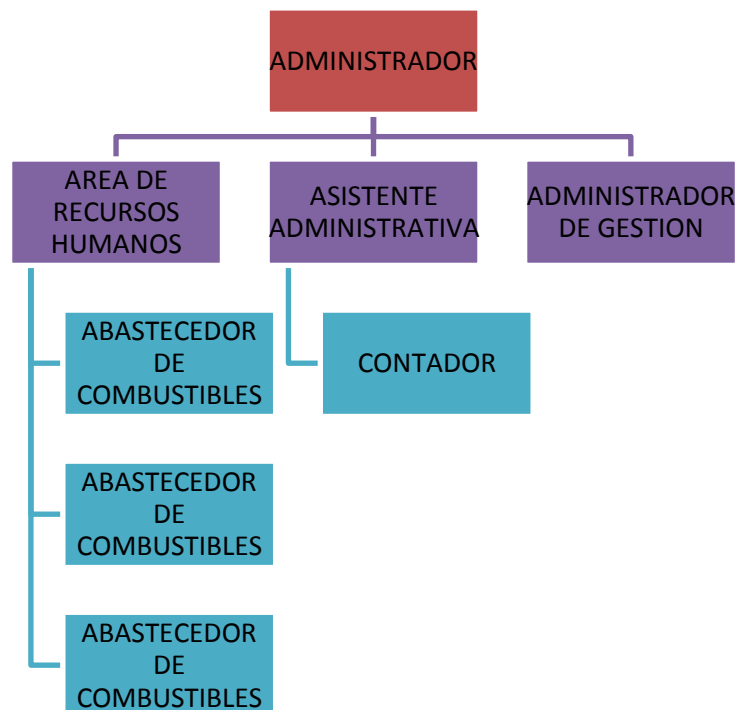 ADMINISTRADOR
AREA DE
RECURSOS
HUMANOS
ASISTENTE
ADMINISTRATIVA
ADMINISTRADOR
DE GESTION
ABASTECEDOR
DE
COMBUSTIBLES
CONTADOR
ABASTECEDOR
DE
COMBUSTIBLES
ABASTECEDOR
DE
COMBUSTIBLES